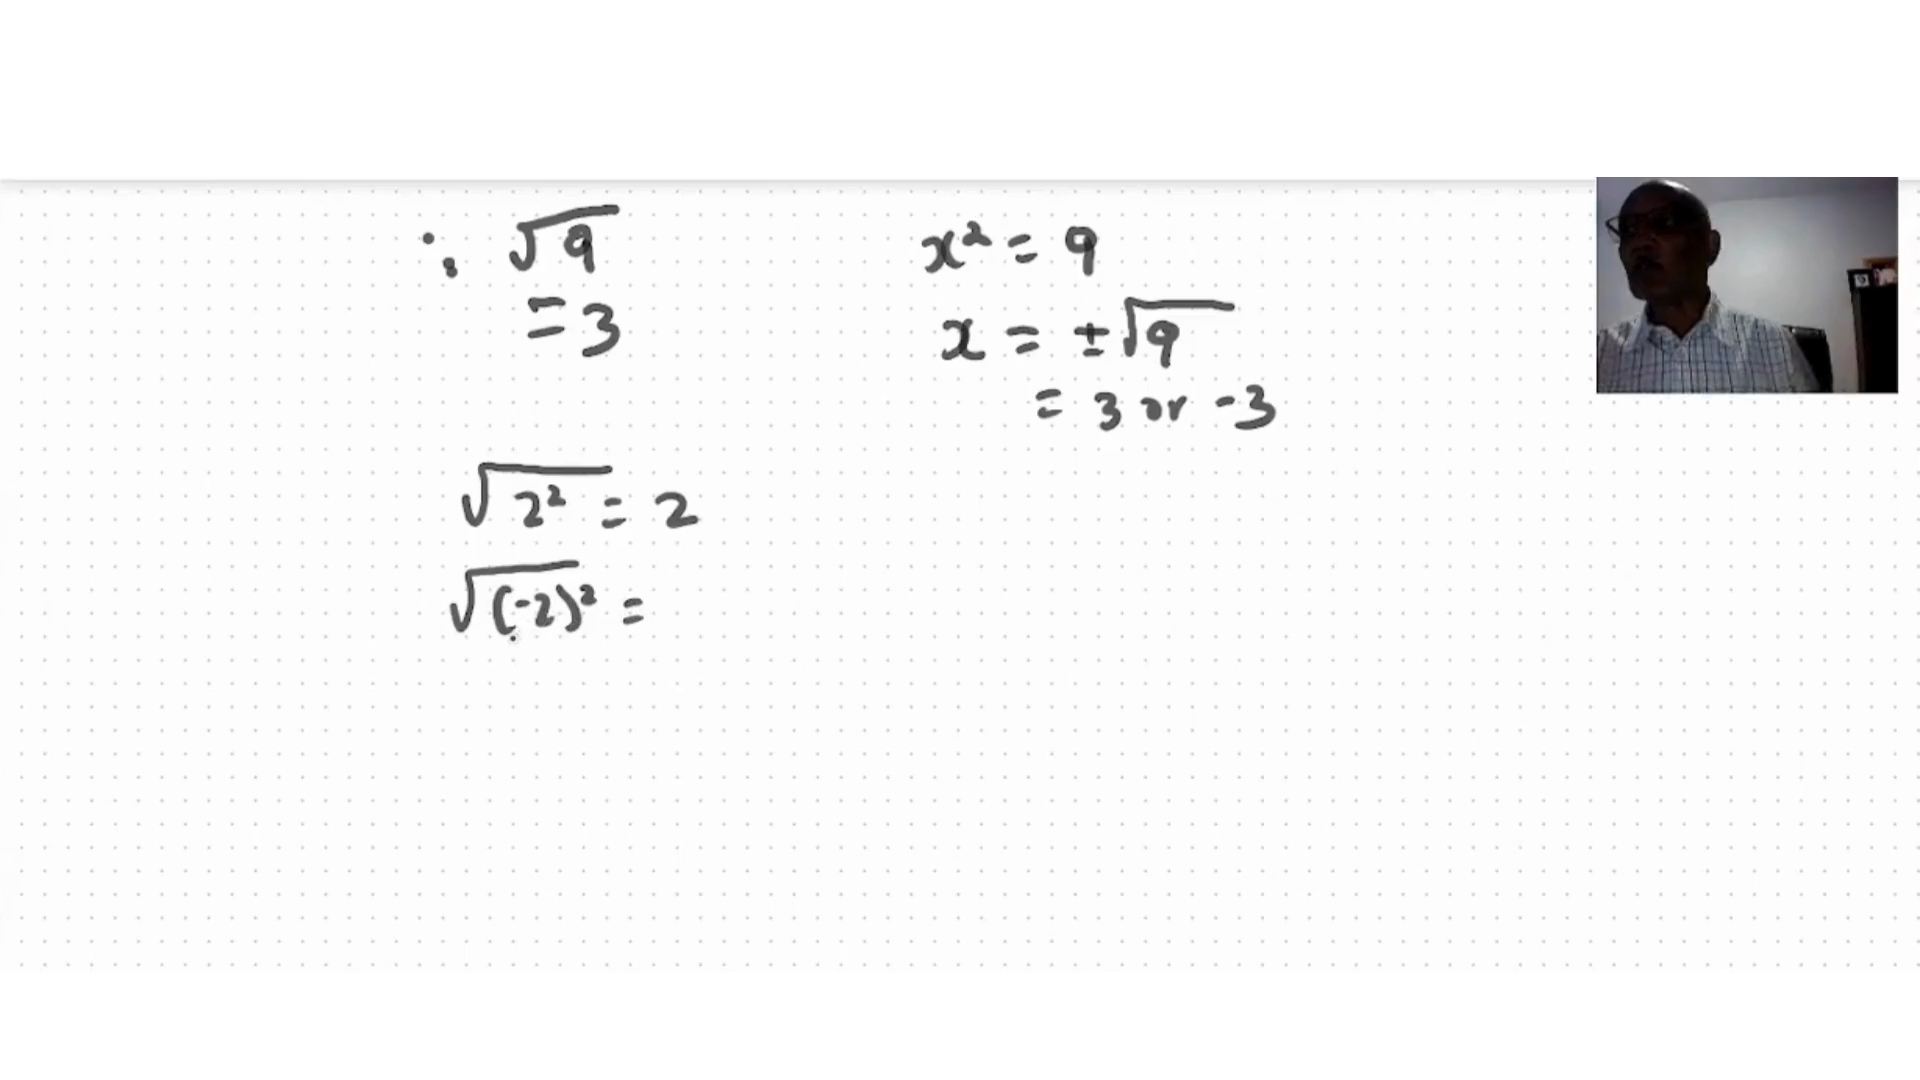 √9
= 3
x² = 9
x = ±√9
= 3 or -3
√2² = 2
√(-2)² =